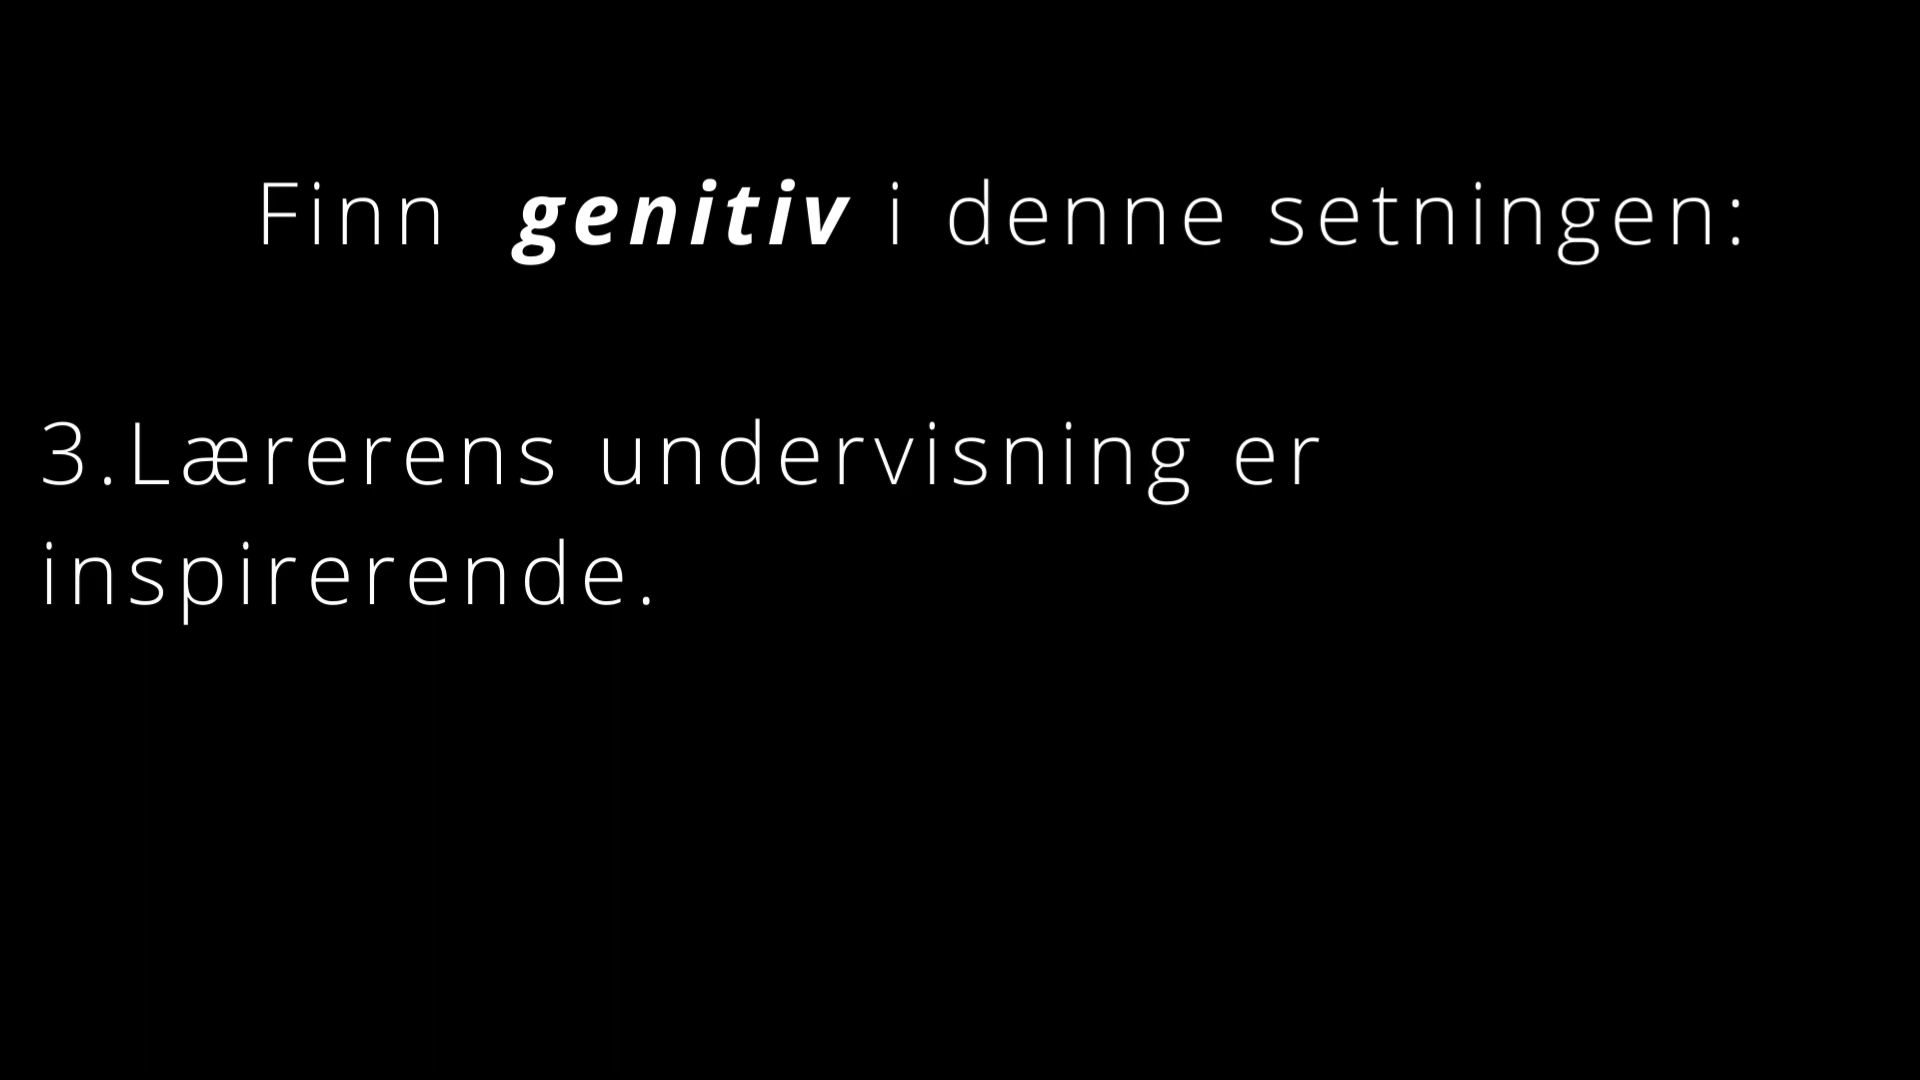 Finn genitiv i denne setningen:
3.Lærerens undervisning er
inspirerende.